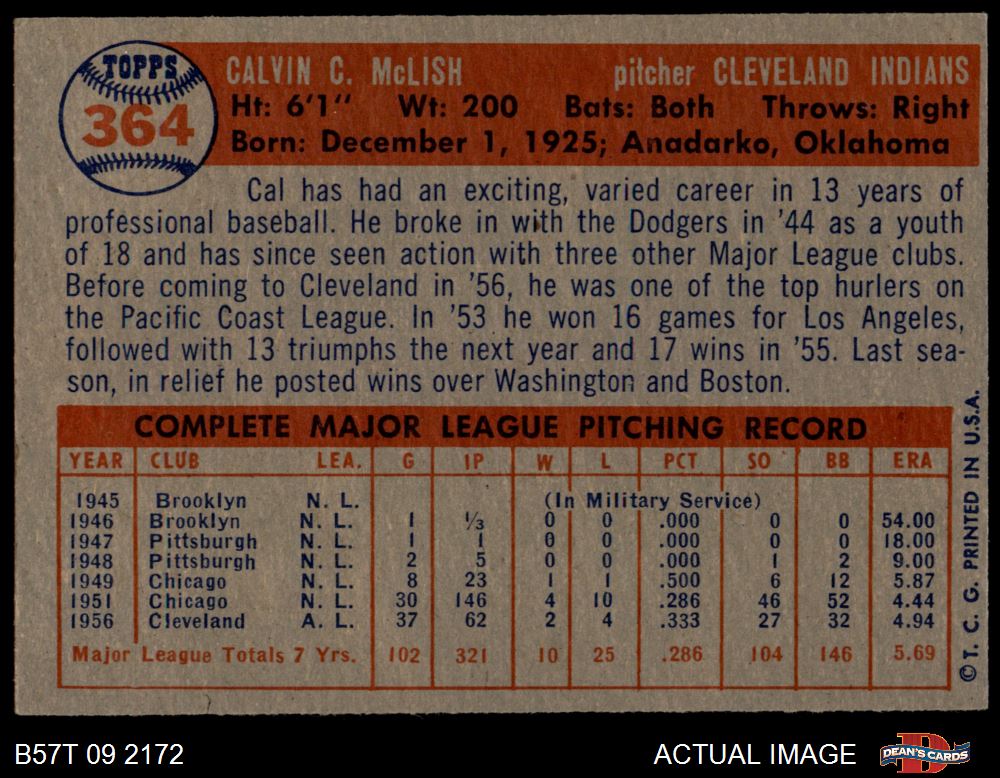 TOPPS
364
CALVIN C. McLISH pitcher CLEVELAND INDIANS
Ht: 6'1" Wt: 200 Bats: Both Throws: Right
Born: December 1, 1925; Anadarko, Oklahoma
Cal has had an exciting, varied career in 13 years of
professional baseball. He broke in with the Dodgers in '44 as a youth
of 18 and has since seen action with three other Major League clubs.
Before coming to Cleveland in '56, he was one of the top hurlers on
the Pacific Coast League. In '53 he won 16 games for Los Angeles,
followed with 13 triumphs the next year and 17 wins in '55. Last sea-
son, in relief he posted wins over Washington and Boston.
COMPLETE MAJOR LEAGUE PITCHING RECORD
YEAR CLUB LEA. G IP W L PCT SO BB ERA
1945 Brooklyn N. L. (In Military Service)
1946 Brooklyn N. L. 1 1/3 0 0 .000 0 0 54.00
1947 Pittsburgh N. L. 1 1 0 0 .000 0 0 18.00
1948 Pittsburgh N. L. 2 5 0 0 .000 1 2 9.00
1949 Chicago N. L. 8 23 1 1 .500 6 12 5.87
1951 Chicago N. L. 30 146 4 10 .286 46 52 4.44
1956 Cleveland A. L. 37 62 2 4 .333 27 32 4.94
Major League Totals 7 Yrs. 102 321 10 25 .286 104 146 5.69
©T. C. G. PRINTED IN U.S.A.
B57T 09 2172 ACTUAL IMAGE DEAN'S CARDS